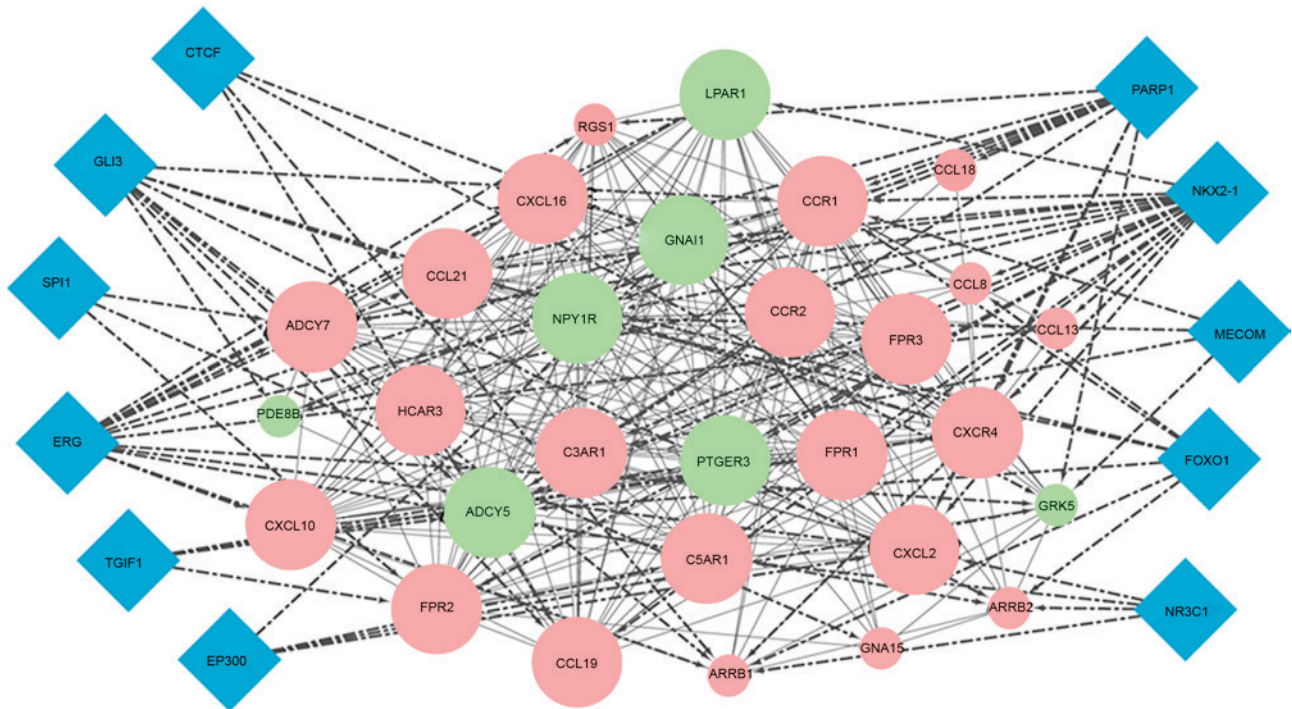 CTCF
LPAR1
PARP1
RGS1
GLI3
CCL18
NKX2-1
CXCL16
CCR1
GNAI1
CCL21
SPI1
CCL8
CCR2
NPY1R
ADCY7
CCL13
MECOM
FPR3
HCAR3
PDE8B
CXCR4
ERG
C3AR1
PTGER3
FPR1
FOXO1
GRK5
ADCY5
CXCL10
CXCL2
TGIF1
C5AR1
FPR2
ARRB2
NR3C1
GNA15
EP300
CCL19
ARRB1